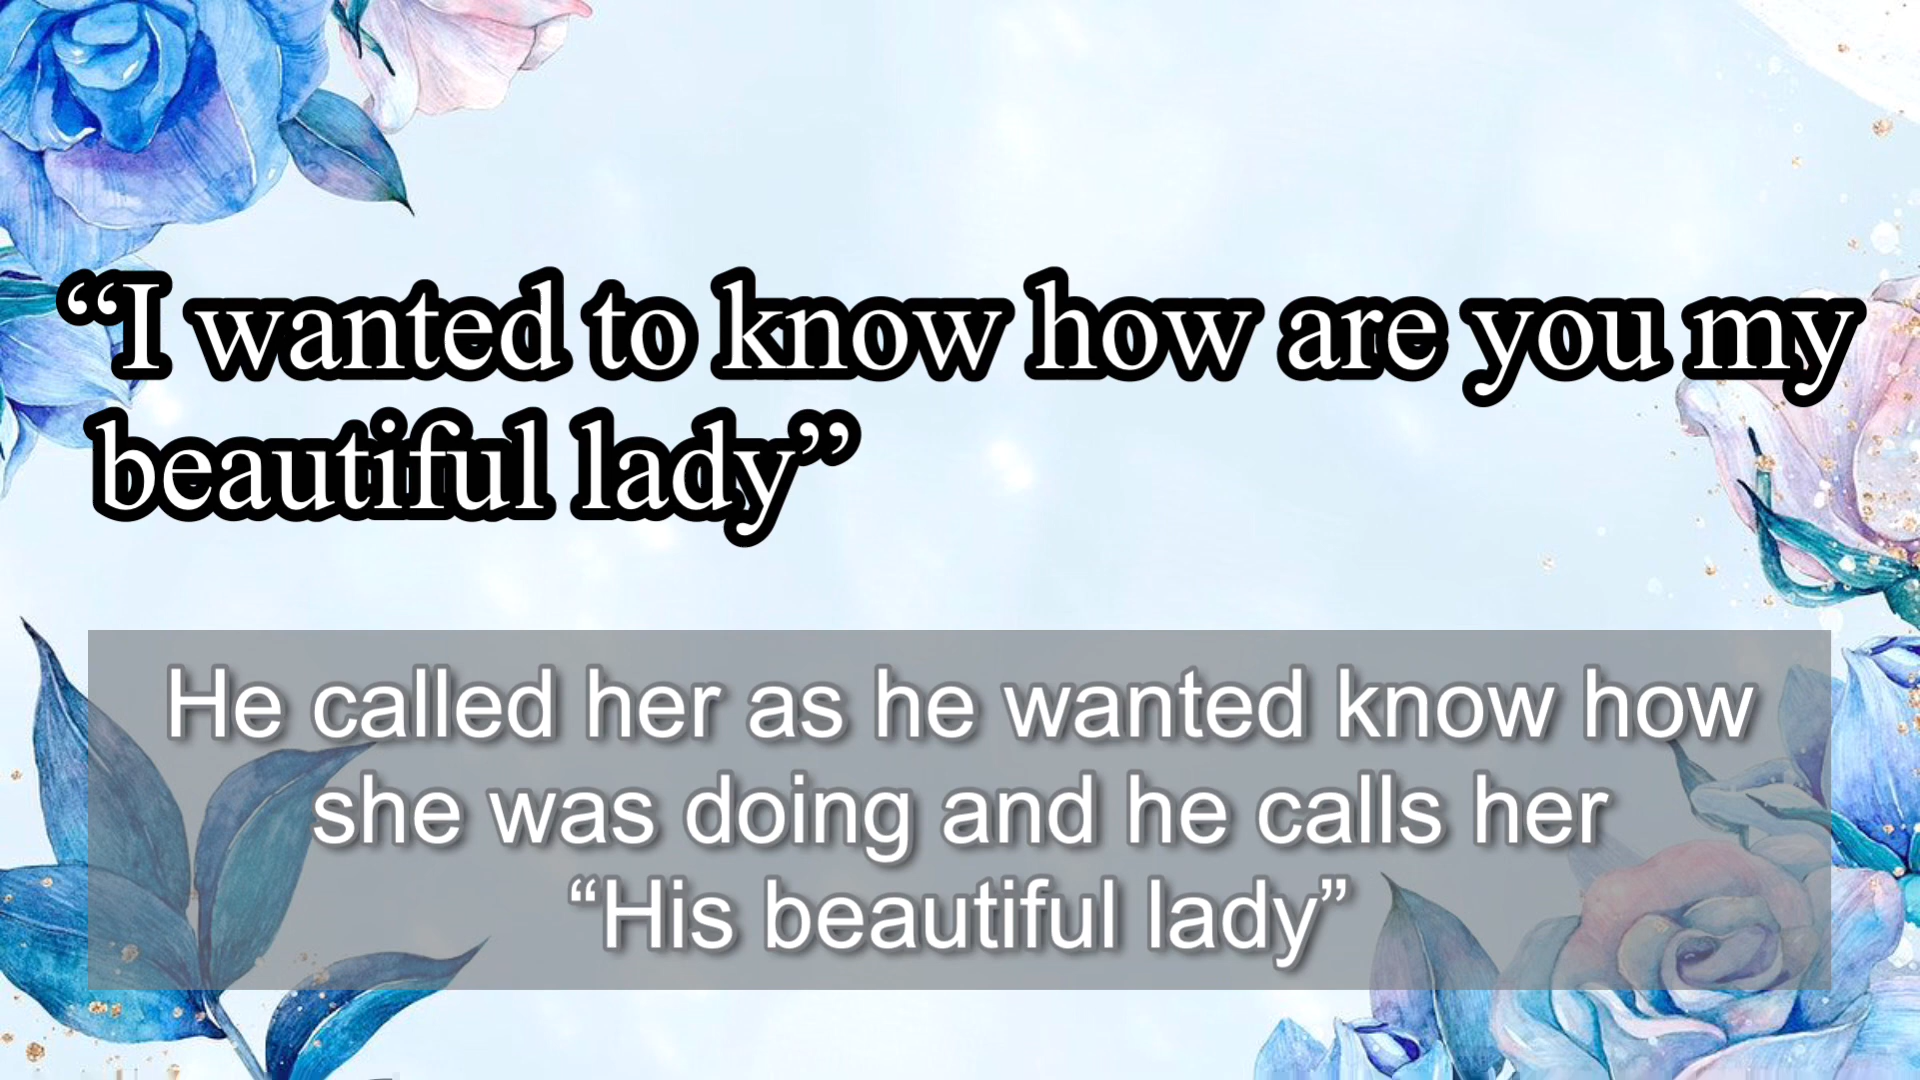 “I wanted to know how are you my
beautiful lady”
He called her as he wanted know how
she was doing and he calls her
“His beautiful lady”